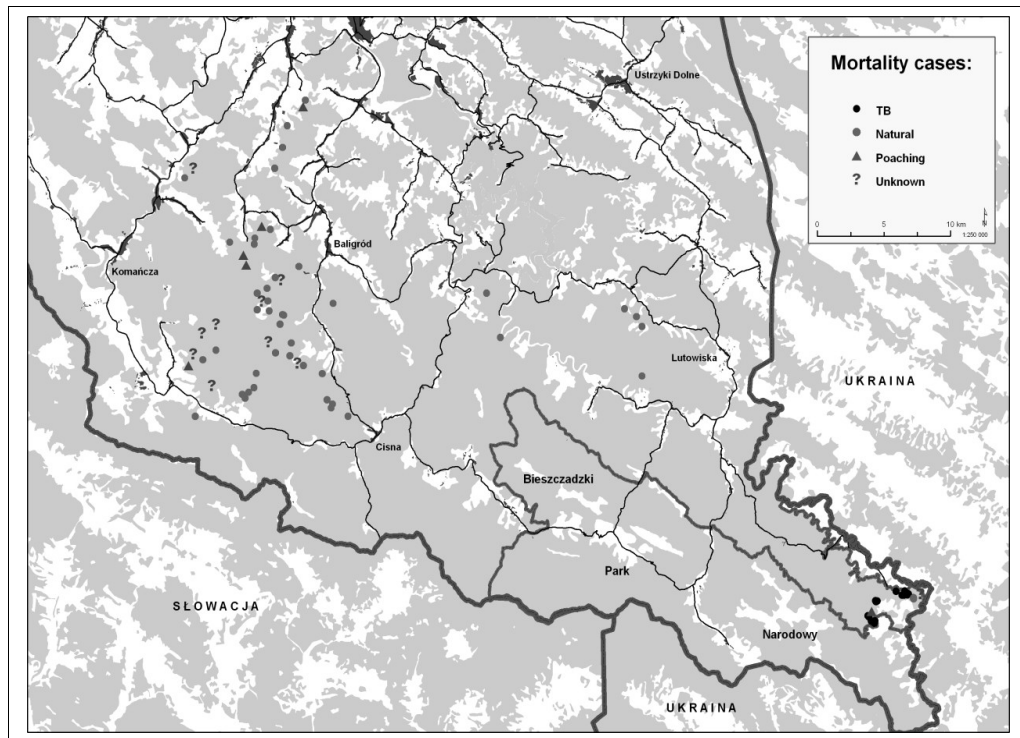 Mortality cases:
TB
Natural
Poaching
? Unknown
0 5 10 km
N
1:250 000
Ustrzyki Dolne
?
Baligród
Komańcza
?
?
?
?
?
?
?
?
Lutowiska
UKRAINA
Cisna
Bieszczadzki
Park
SŁOWACJA
Narodowy
UKRAINA